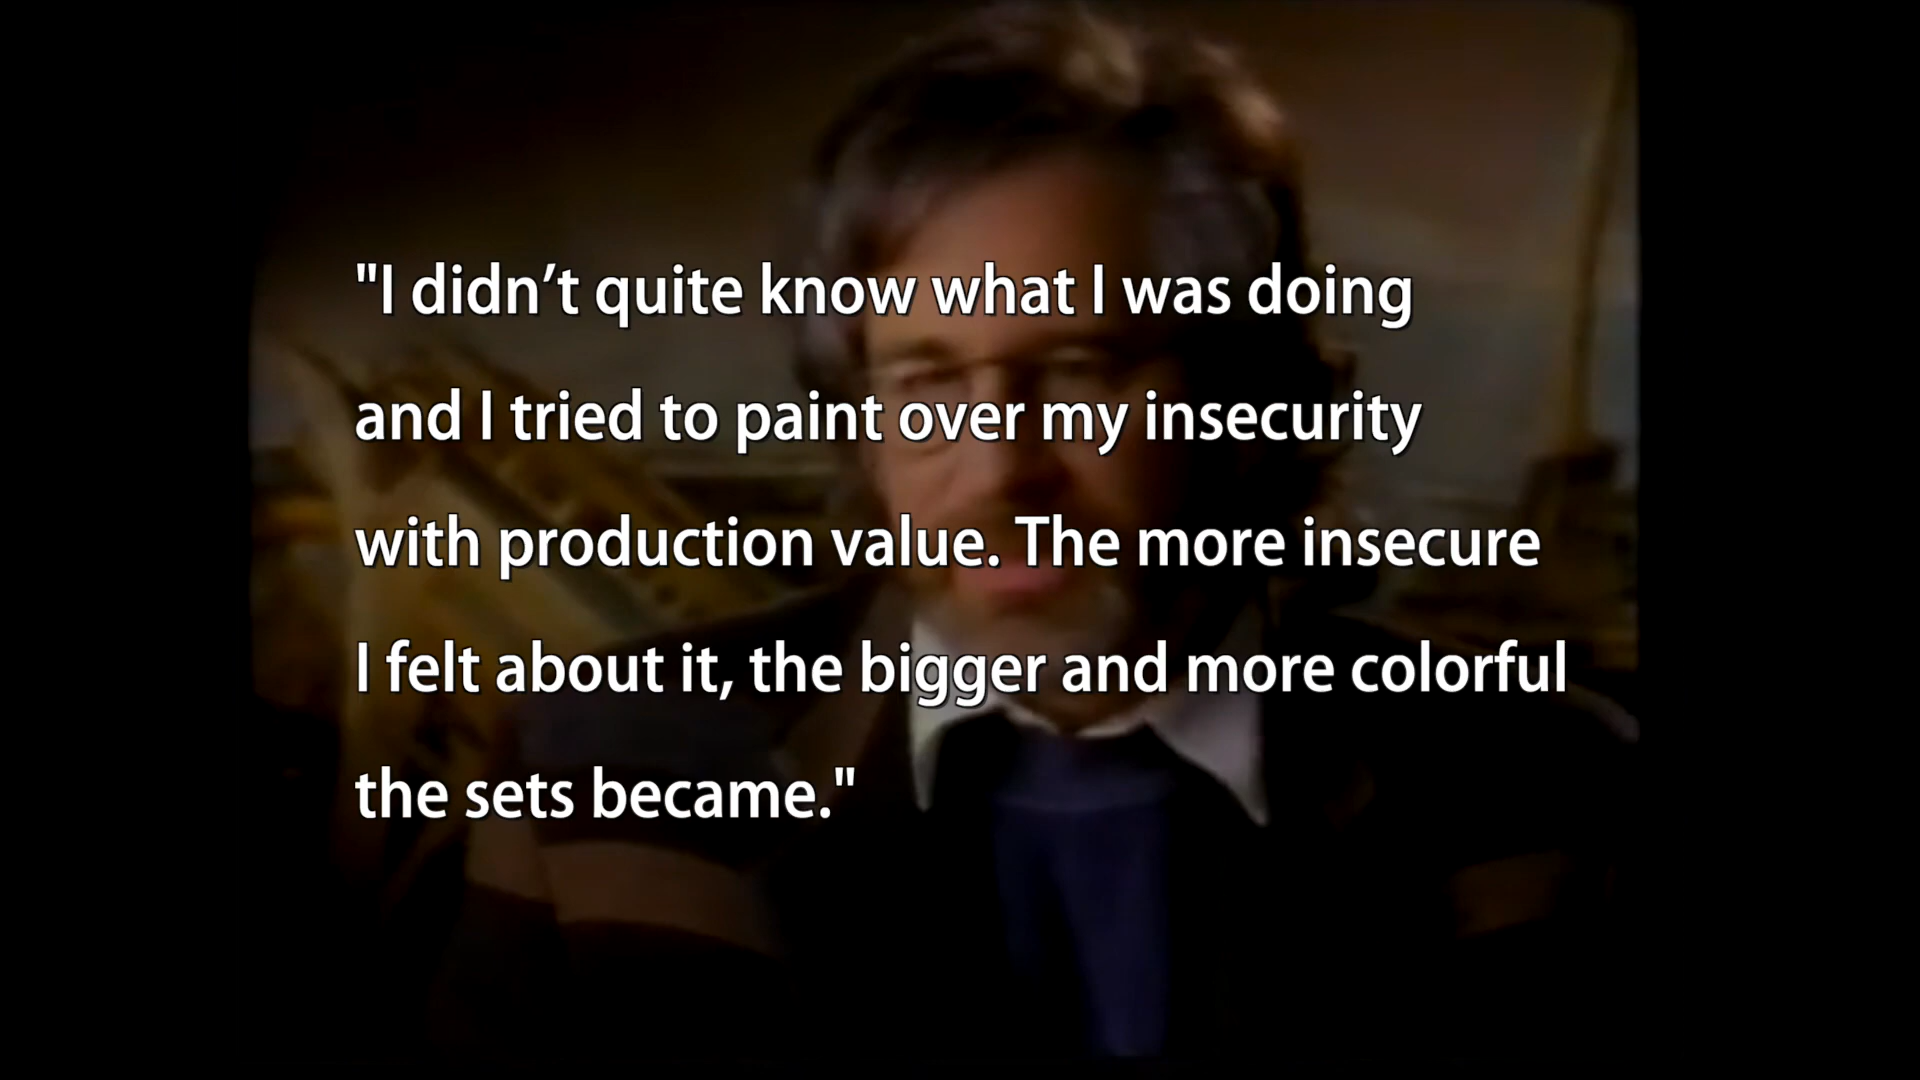 "I didn’t quite know what I was doing
and I tried to paint over my insecurity
with production value. The more insecure
I felt about it, the bigger and more colorful
the sets became."